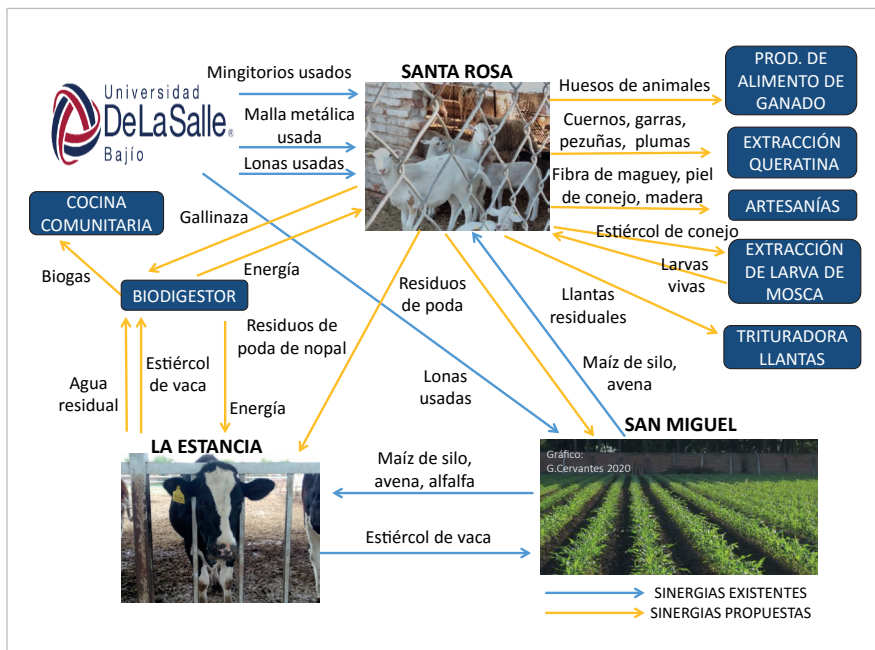 Universidad
DeLaSalle®
Bajío
Mingitorios usados
Malla metálica
usada
Lonas usadas
SANTA ROSA
Huesos de animales
Cuernos, garras,
pezuñas, plumas
Fibra de maguey, piel
de conejo, madera
Estiércol de conejo
Larvas
vivas
PROD. DE
ALIMENTO DE
GANADO
EXTRACCIÓN
QUERATINA
ARTESANÍAS
EXTRACCIÓN
DE LARVA DE
MOSCA
TRITURADORA
LLANTAS
COCINA
COMUNITARIA
Gallinaza
Biogas
Energía
BIODIGESTOR
Residuos
de poda
Llantas
residuales
Residuos de
poda de nopal
Agua
residual
Estiércol
de vaca
Energía
Lonas
usadas
Maíz de silo,
avena
LA ESTANCIA
SAN MIGUEL
Maíz de silo,
avena, alfalfa
Estiércol de vaca
Gráfico:
G.Cervantes 2020
SINERGIAS EXISTENTES
SINERGIAS PROPUESTAS